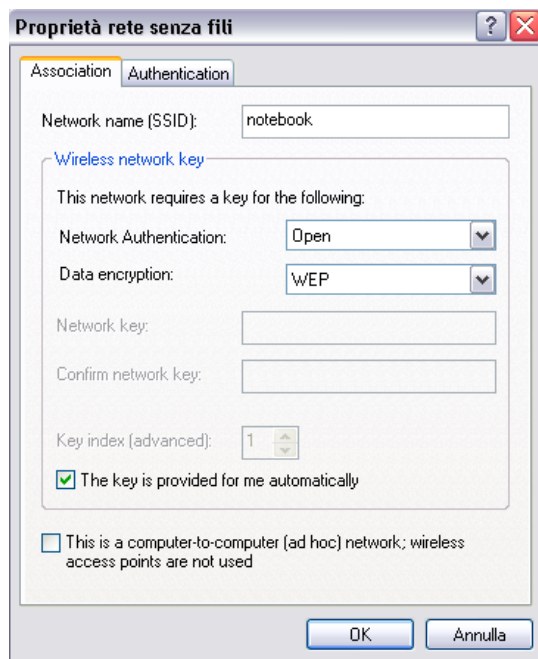 Proprietà rete senza fili
Association Authentication
Network name (SSID): notebook
Wireless network key
This network requires a key for the following:
Network Authentication: Open
Data encryption: WEP
Network key:
Confirm network key:
Key index (advanced): 1
The key is provided for me automatically
This is a computer-to-computer (ad hoc) network; wireless
access points are not used
OK Annulla